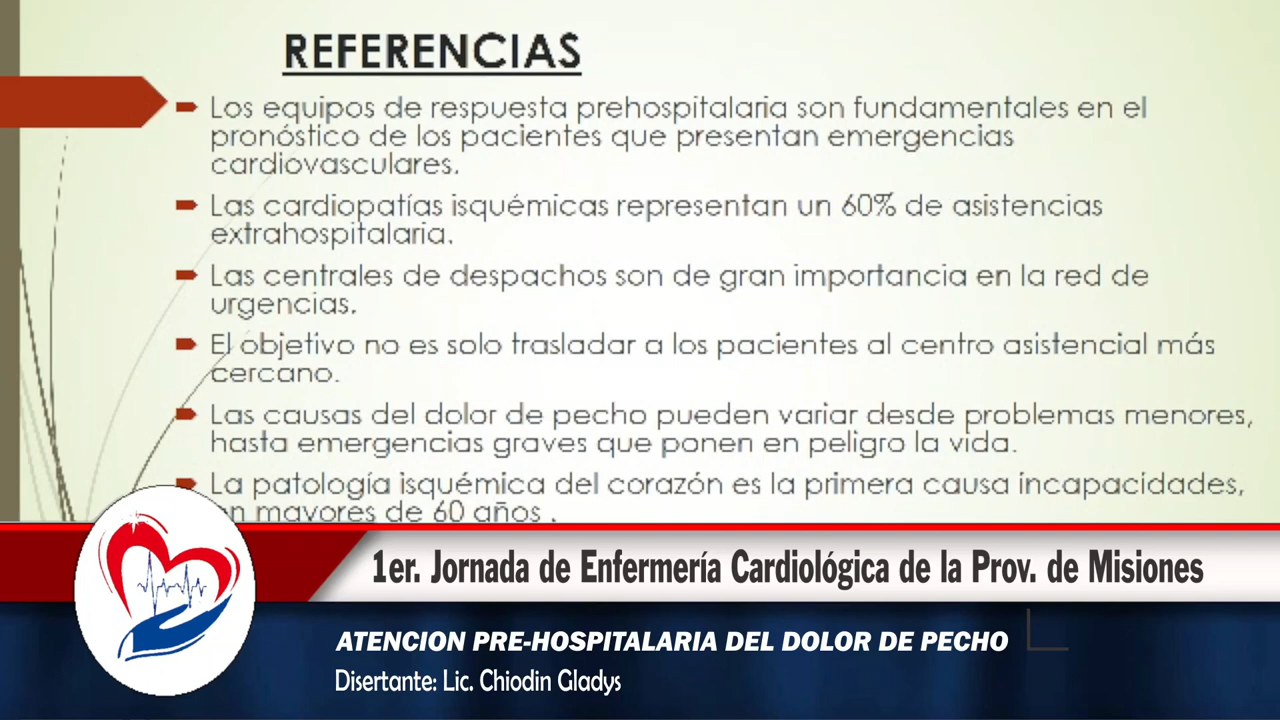 REFERENCIAS
Los equipos de respuesta prehospitalaria son fundamentales en el
pronóstico de los pacientes que presentan emergencias
cardiovasculares.
Las cardiopatías isquémicas representan un 60% de asistencias
extrahospitalaria.
Las centrales de despachos son de gran importancia en la red de
urgencias.
El objetivo no es solo trasladar a los pacientes al centro asistencial más
cercano.
Las causas del dolor de pecho pueden variar desde problemas menores,
hasta emergencias graves que ponen en peligro la vida.
La patología isquémica del corazón es la primera causa incapacidades,
en mayores de 60 años .
1er. Jornada de Enfermería Cardiológica de la Prov. de Misiones
ATENCION PRE-HOSPITALARIA DEL DOLOR DE PECHO
Disertante: Lic. Chiodin Gladys